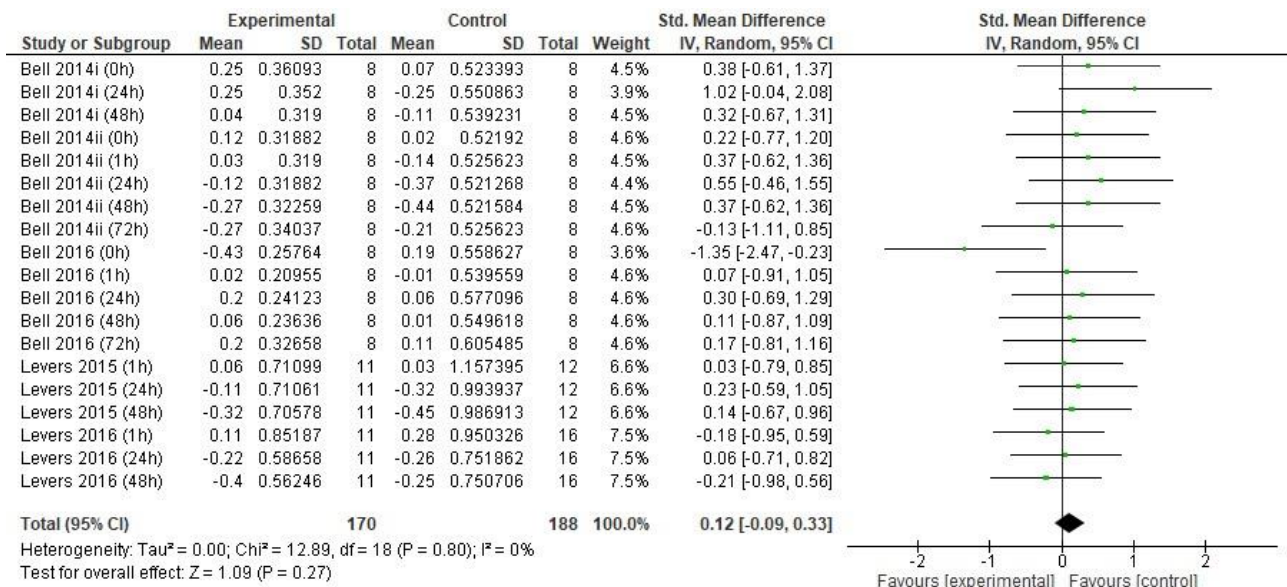 Experimental Control Std. Mean Difference Std. Mean Difference
Study or Subgroup Mean SD Total Mean SD Total Weight IV, Random, 95% CI IV, Random, 95% CI
Bell 2014i (0h) 0.25 0.36093 8 0.07 0.523393 8 4.5% 0.38 [-0.61, 1.37]
Bell 2014i (24h) 0.25 0.352 8 -0.25 0.550863 8 3.9% 1.02 [-0.04, 2.08]
Bell 2014i (48h) 0.04 0.319 8 -0.11 0.539231 8 4.5% 0.32 [-0.67, 1.31]
Bell 2014ii (0h) 0.12 0.31882 8 0.02 0.52192 8 4.6% 0.22 [-0.77, 1.20]
Bell 2014ii (1h) 0.03 0.319 8 -0.14 0.525623 8 4.5% 0.37 [-0.62, 1.36]
Bell 2014ii (24h) -0.12 0.31882 8 -0.37 0.521268 8 4.4% 0.55 [-0.46, 1.55]
Bell 2014ii (48h) -0.27 0.32259 8 -0.44 0.521584 8 4.5% 0.37 [-0.62, 1.36]
Bell 2014ii (72h) -0.27 0.34037 8 -0.21 0.525623 8 4.6% -0.13 [-1.11, 0.85]
Bell 2016 (0h) -0.43 0.25764 8 0.19 0.558627 8 3.6% -1.35 [-2.47, -0.23]
Bell 2016 (1h) 0.02 0.20955 8 -0.01 0.539559 8 4.6% 0.07 [-0.91, 1.05]
Bell 2016 (24h) 0.2 0.24123 8 0.06 0.577096 8 4.6% 0.30 [-0.69, 1.29]
Bell 2016 (48h) 0.06 0.23636 8 0.01 0.549618 8 4.6% 0.11 [-0.87, 1.09]
Bell 2016 (72h) 0.2 0.32658 8 0.11 0.605485 8 4.6% 0.17 [-0.81, 1.16]
Levers 2015 (1h) 0.06 0.71099 11 0.03 1.157395 12 6.6% 0.03 [-0.79, 0.85]
Levers 2015 (24h) -0.11 0.71061 11 -0.32 0.993937 12 6.6% 0.23 [-0.59, 1.05]
Levers 2015 (48h) -0.32 0.70578 11 -0.45 0.986913 12 6.6% 0.14 [-0.67, 0.96]
Levers 2016 (1h) 0.11 0.85187 11 0.28 0.950326 16 7.5% -0.18 [-0.95, 0.59]
Levers 2016 (24h) -0.22 0.58658 11 -0.26 0.751862 16 7.5% 0.06 [-0.71, 0.82]
Levers 2016 (48h) -0.4 0.56246 11 -0.25 0.750706 16 7.5% -0.21 [-0.98, 0.56]
Total (95% CI) 170 188 100.0% 0.12 [-0.09, 0.33]
Heterogeneity: Tau² = 0.00; Chi² = 12.89, df = 18 (P = 0.80); I² = 0%
Test for overall effect: Z = 1.09 (P = 0.27)
-2 -1 0 1 2
Favours [experimental] Favours [control]